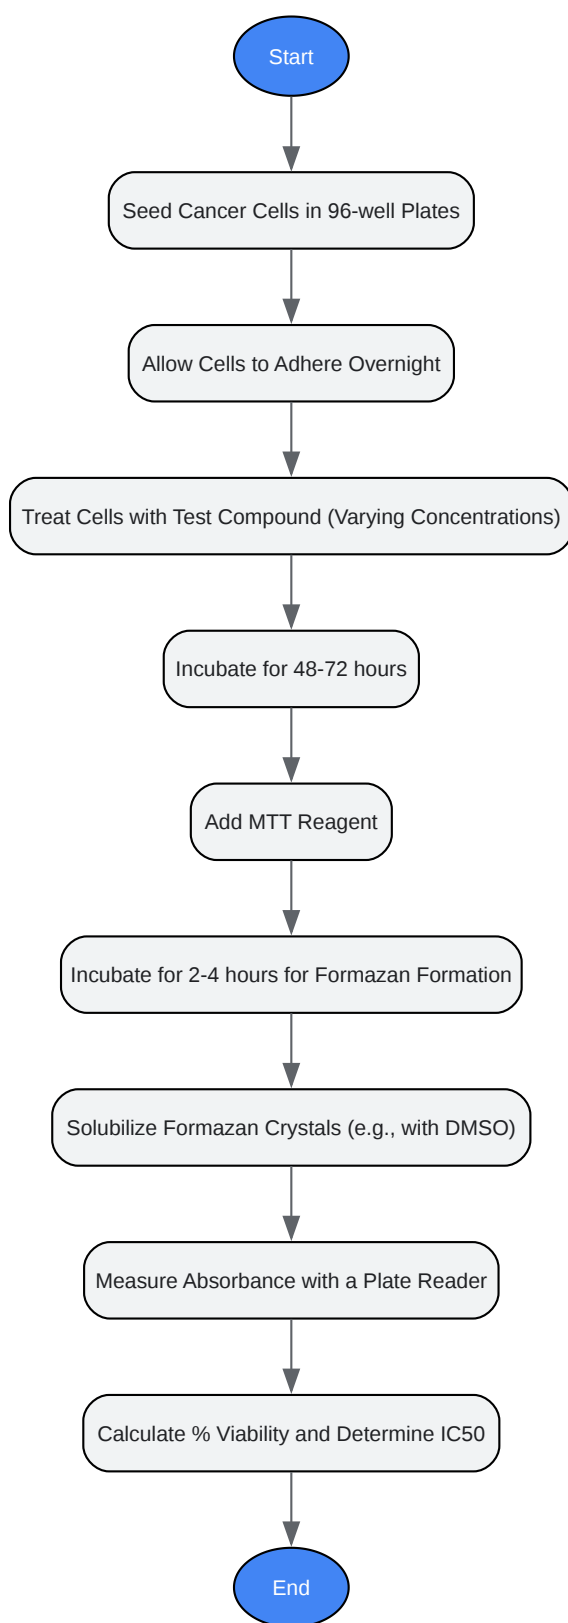 Start
Seed Cancer Cells in 96-well Plates
Allow Cells to Adhere Overnight
Treat Cells with Test Compound (Varying Concentrations)
Incubate for 48-72 hours
Add MTT Reagent
Incubate for 2-4 hours for Formazan Formation
Solubilize Formazan Crystals (e.g., with DMSO)
Measure Absorbance with a Plate Reader
Calculate % Viability and Determine IC50
End